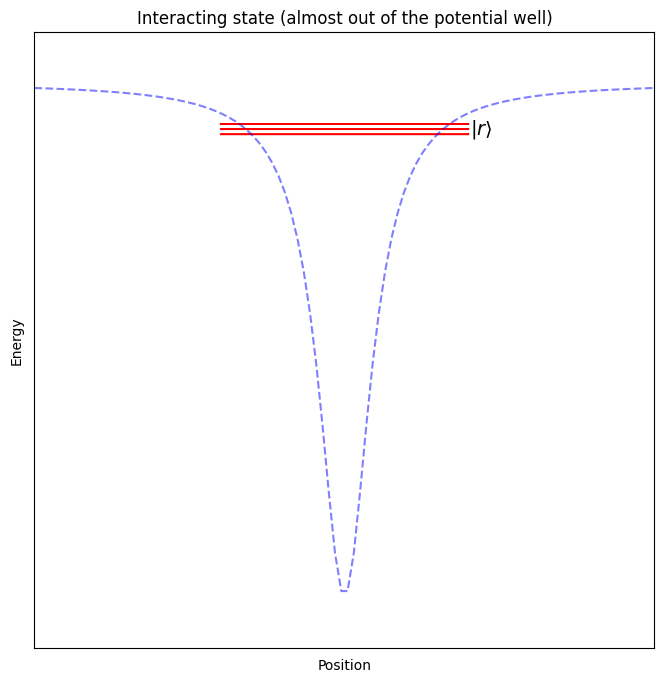 Interacting state (almost out of the potential well)
|r⟩
Energy
Position